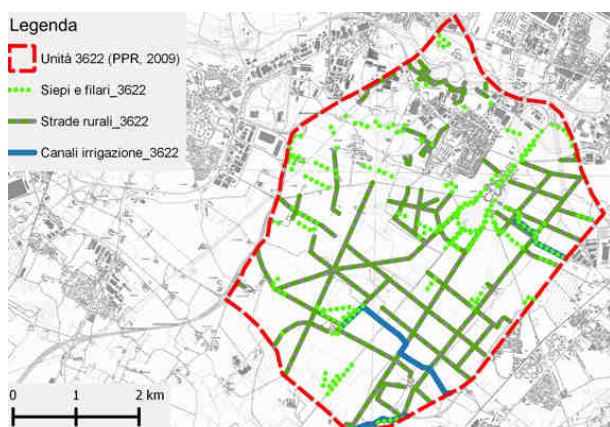 Legenda
Unità 3622 (PPR, 2009)
Siepi e filari_3622
Strade rurali_3622
Canali irrigazione_3622
0 1 2 km